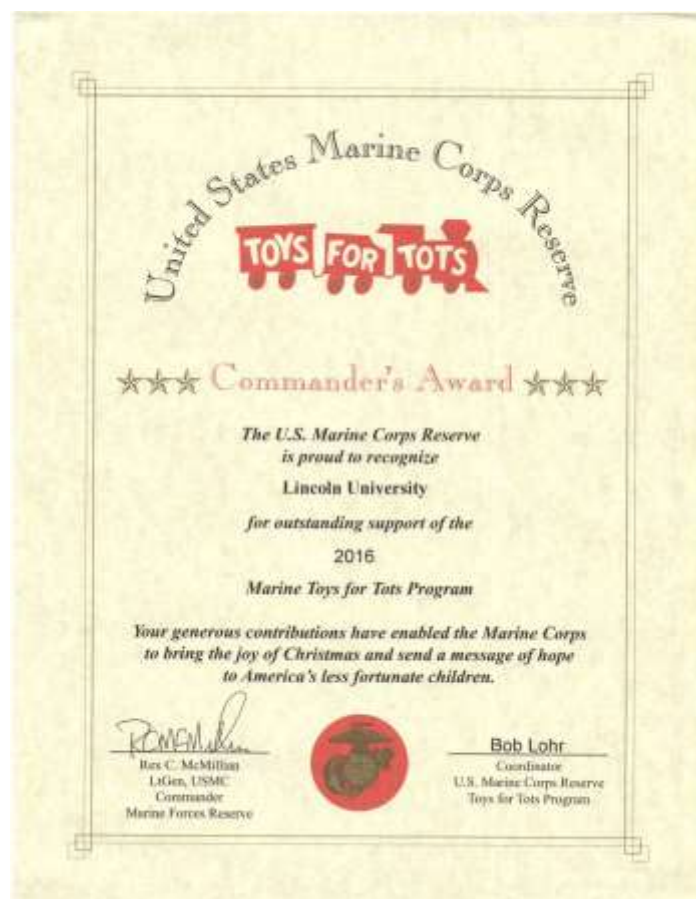 United States Marine Corps Reserve
TOYS FOR TOTS
Commander's Award
The U.S. Marine Corps Reserve
is proud to recognize
Lincoln University
for outstanding support of the
2016
Marine Toys for Tots Program
Your generous contributions have enabled the Marine Corps
to bring the joy of Christmas and send a message of hope
to America's less fortunate children.
Rex C. McMillian
LtGen, USMC
Commander
Marine Forces Reserve
Bob Lohr
Coordinator
U.S. Marine Corps Reserve
Toys for Tots Program